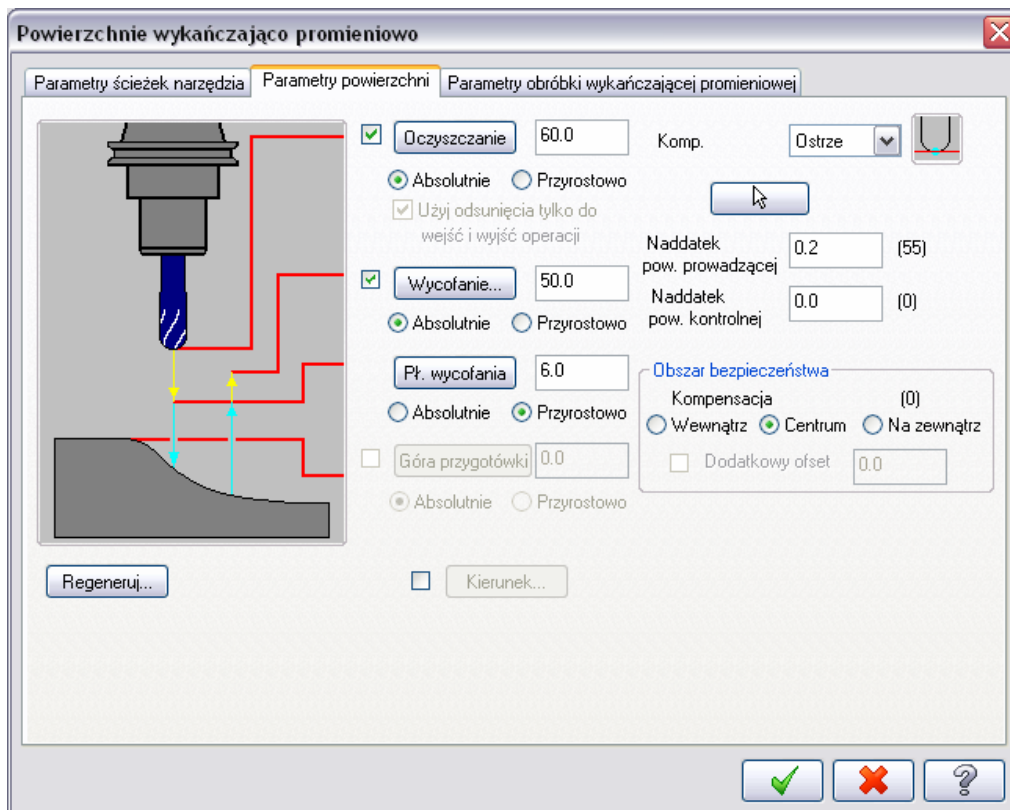 Powierzchnie wykańczająco promieniowo
Parametry ścieżek narzędzia
Parametry powierzchni
Parametry obróbki wykańczającej promieniowej
Oczyszczanie
60.0
Absolutnie
Przyrostowo
Użyj odsunięcia tylko do
wejść i wyjść operacji
Wycofanie...
50.0
Absolutnie
Przyrostowo
Pł. wycofania
6.0
Absolutnie
Przyrostowo
Góra przygotówki
0.0
Absolutnie
Przyrostowo
Komp.
Ostrze
Naddatek
pow. prowadzącej
0.2
(55)
Naddatek
pow. kontrolnej
0.0
(0)
Obszar bezpieczeństwa
Kompensacja
(0)
Wewnątrz
Centrum
Na zewnątrz
Dodatkowy ofset
0.0
Regeneruj...
Kierunek...